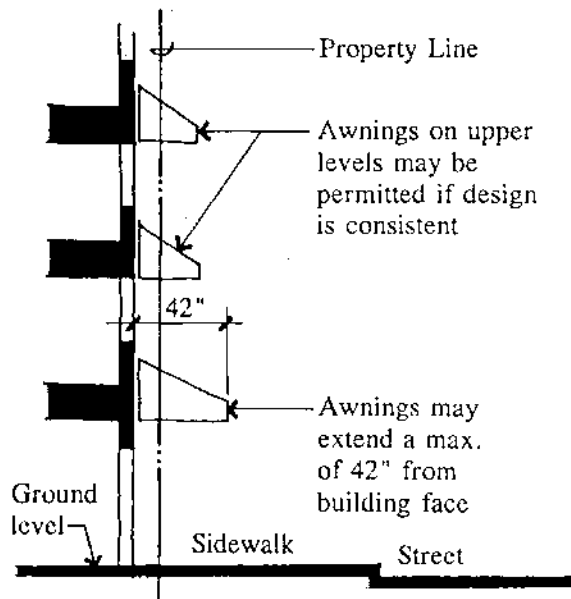 Property Line
Awnings on upper
levels may be
permitted if design
is consistent
42"
Awnings may
extend a max.
of 42" from
building face
Ground
level
Sidewalk
Street